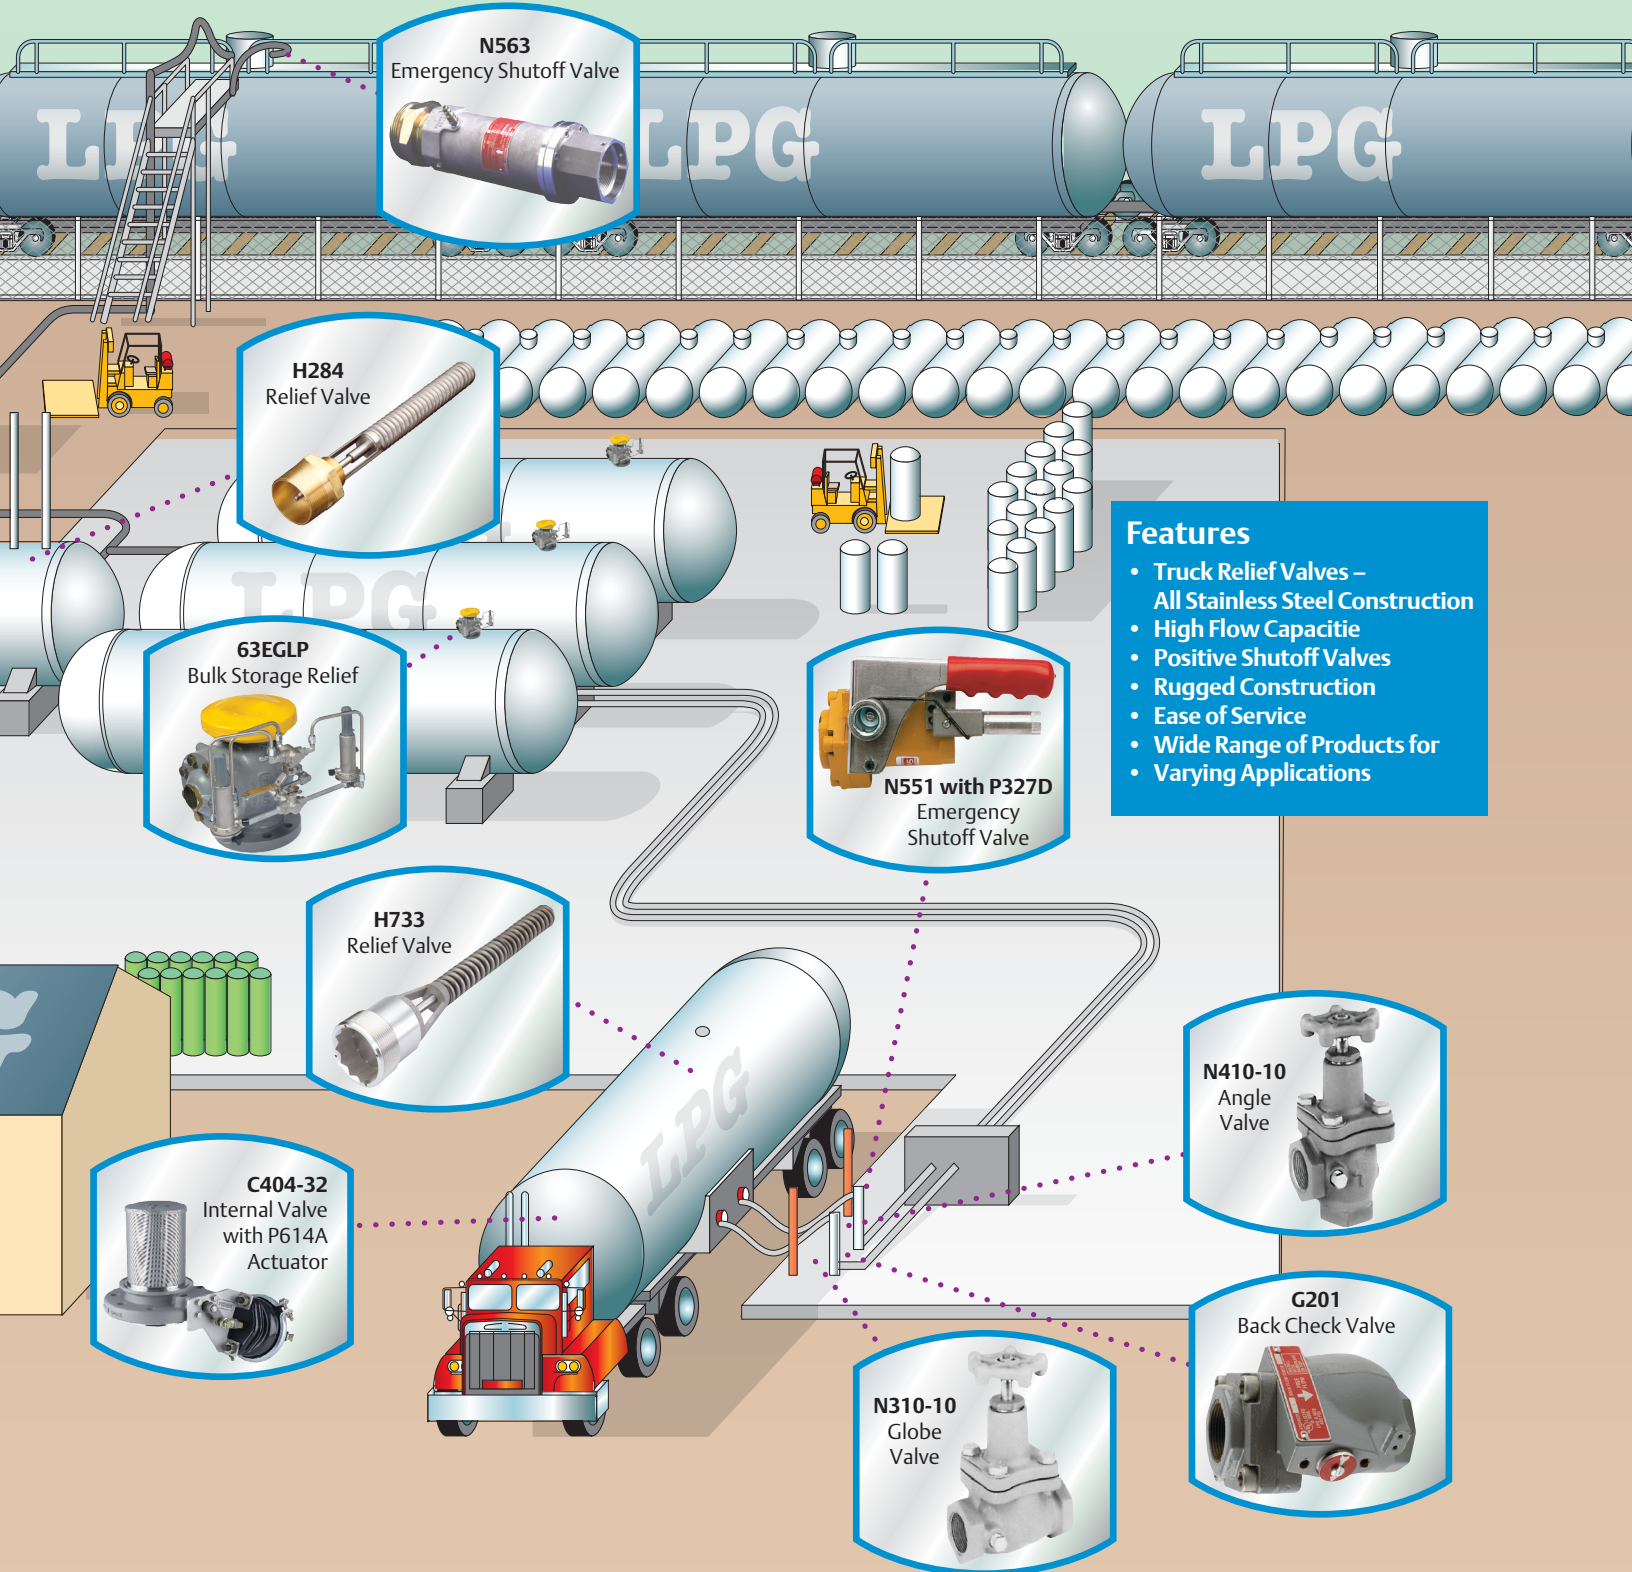 N563
Emergency Shutoff Valve
LPG
LPG
LPG
H284
Relief Valve
LPG
63EGLP
Bulk Storage Relief
Features
• Truck Relief Valves –
All Stainless Steel Construction
• High Flow Capacitie
• Positive Shutoff Valves
• Rugged Construction
• Ease of Service
• Wide Range of Products for
• Varying Applications
N551 with P327D
Emergency
Shutoff Valve
H733
Relief Valve
LPG
N410-10
Angle
Valve
C404-32
Internal Valve
with P614A
Actuator
G201
Back Check Valve
N310-10
Globe
Valve